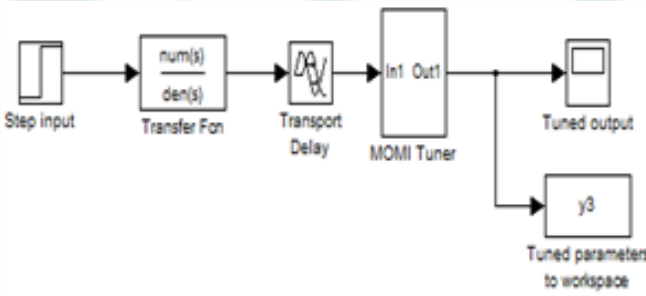 Step input
num(s)
den(s)
Transfer Fcn
Transport
Delay
In1 Out1
MOMI Tuner
Tuned output
y3
Tuned parameters
to workspace